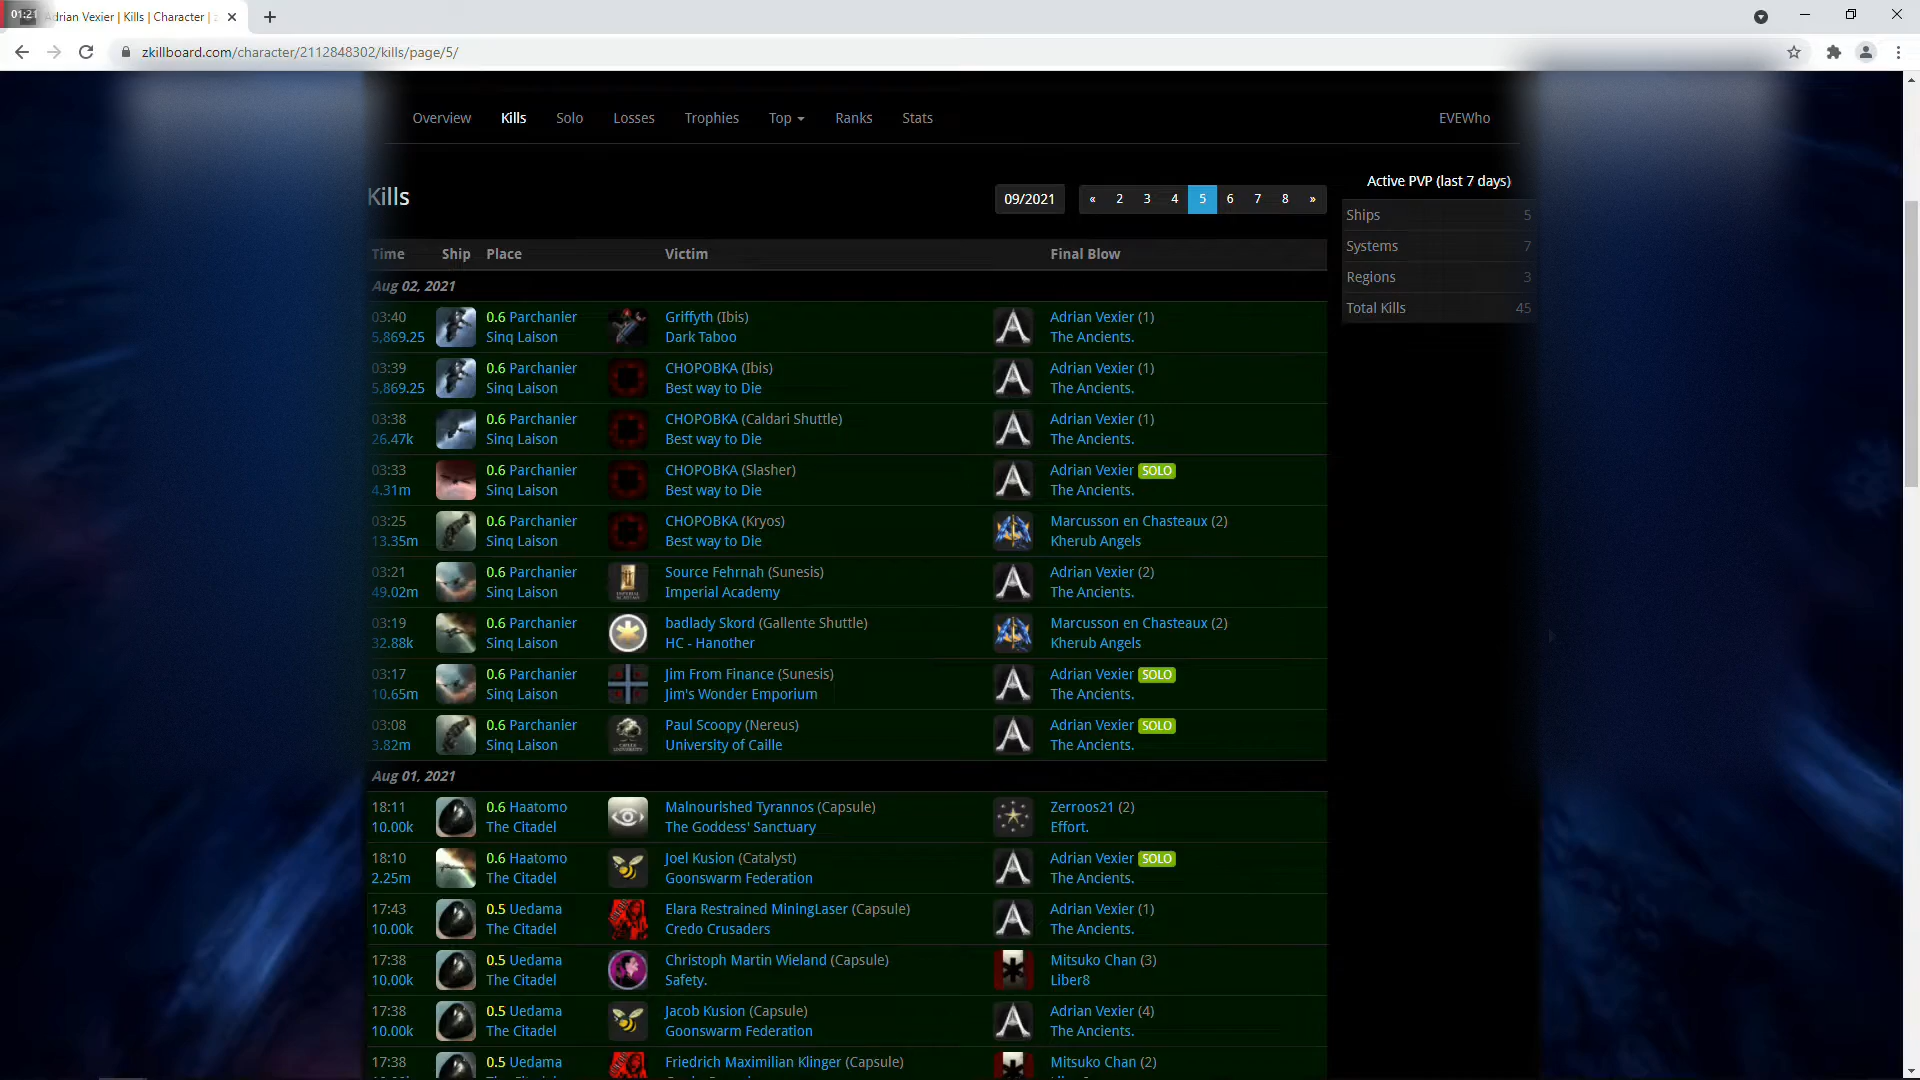 01:21
Adrian Vexier | Kills | Character |
zkillboard.com/character/2112848302/kills/page/5/
Overview Kills Solo Losses Trophies Top Ranks Stats EVEWho
Kills
09/2021 « 2 3 4 5 6 7 8 »
Active PVP (last 7 days)
Ships 5
Systems 7
Regions 3
Total Kills 45
Time Ship Place Victim Final Blow
Aug 02, 2021
03:40 0.6 Parchanier Griffyth (Ibis) Adrian Vexier (1)
5,869.25 Sinq Laison Dark Taboo The Ancients.
03:39 0.6 Parchanier CHOPOBKA (Ibis) Adrian Vexier (1)
5,869.25 Sinq Laison Best way to Die The Ancients.
03:38 0.6 Parchanier CHOPOBKA (Caldari Shuttle) Adrian Vexier (1)
26.47k Sinq Laison Best way to Die The Ancients.
03:33 0.6 Parchanier CHOPOBKA (Slasher) Adrian Vexier SOLO
4.31m Sinq Laison Best way to Die The Ancients.
03:25 0.6 Parchanier CHOPOBKA (Kryos) Marcusson en Chasteaux (2)
13.35m Sinq Laison Best way to Die Kherub Angels
03:21 0.6 Parchanier Source Fehrnah (Sunesis) Adrian Vexier (2)
49.02m Sinq Laison Imperial Academy The Ancients.
03:19 0.6 Parchanier badlady Skord (Gallente Shuttle) Marcusson en Chasteaux (2)
32.88k Sinq Laison HC - Hanother Kherub Angels
03:17 0.6 Parchanier Jim From Finance (Sunesis) Adrian Vexier SOLO
10.65m Sinq Laison Jim's Wonder Emporium The Ancients.
03:08 0.6 Parchanier Paul Scoopy (Nereus) Adrian Vexier SOLO
3.82m Sinq Laison University of Caille The Ancients.
Aug 01, 2021
18:11 0.6 Haatomo Malnourlshed Tyrannos (Capsule) Zerroos21 (2)
10.00k The Citadel The Goddess' Sanctuary Effort.
18:10 0.6 Haatomo Joel Kusion (Catalyst) Adrian Vexier SOLO
2.25m The Citadel Goonswarm Federation The Ancients.
17:43 0.5 Uedama Elara Restrained MiningLaser (Capsule) Adrian Vexier (1)
10.00k The Citadel Credo Crusaders The Ancients.
17:38 0.5 Uedama Christoph Martin Wieland (Capsule) Mitsuko Chan (3)
10.00k The Citadel Safety. Liber8
17:38 0.5 Uedama Jacob Kusion (Capsule) Adrian Vexier (4)
10.00k The Citadel Goonswarm Federation The Ancients.
17:38 0.5 Uedama Friedrich Maximilian Klinger (Capsule) Mitsuko Chan (2)